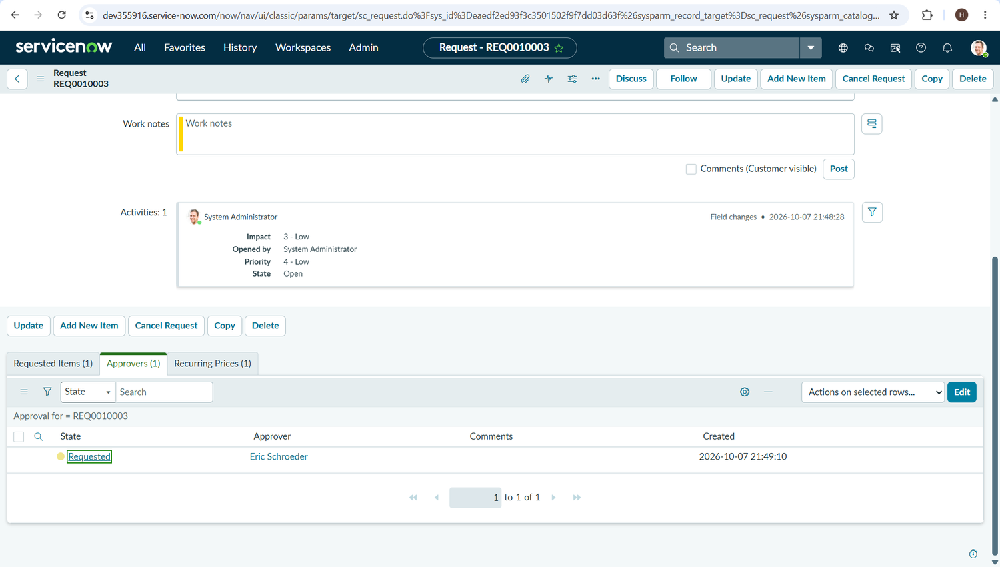 dev355916.service-now.com/now/nav/ui/classic/params/target/sc_request.do%3Fsys_id%3Deaedf2ed93f3c3501502f9f7dd03d63f%26sysparm_record_target%3Dsc_request%26sysparm_catalog...
H
servicenow All Favorites History Workspaces Admin Request - REQ0010003 Search
Request
REQ0010003
Discuss Follow Update Add New Item Cancel Request Copy Delete
Work notes Work notes
Comments (Customer visible) Post
Activities: 1
System Administrator Field changes • 2026-10-07 21:48:28
Impact 3 - Low
Opened by System Administrator
Priority 4 - Low
State Open
Update Add New Item Cancel Request Copy Delete
Requested Items (1) Approvers (1) Recurring Prices (1)
State Search Actions on selected rows... Edit
Approval for = REQ0010003
State Approver Comments Created
Requested Eric Schroeder 2026-10-07 21:49:10
1 to 1 of 1